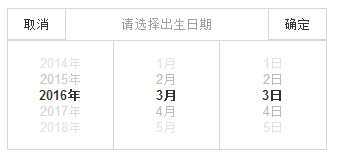 取消 请选择出生日期 确定
2014年 1月 1日
2015年 2月 2日
2016年 3月 3日
2017年 4月 4日
2018年 5月 5日